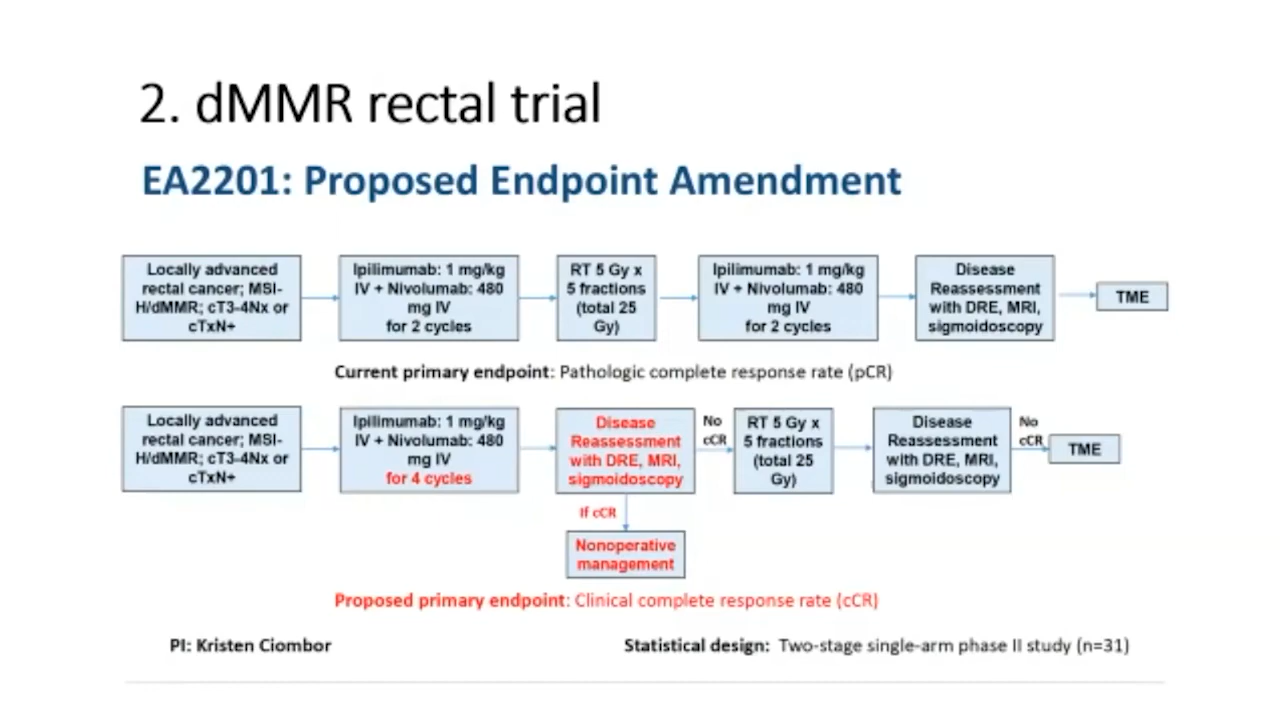 2. dMMR rectal trial
EA2201: Proposed Endpoint Amendment
Locally advanced
rectal cancer; MSI-
H/dMMR; cT3-4Nx or
cTxN+
Ipilimumab: 1 mg/kg
IV + Nivolumab: 480
mg IV
for 2 cycles
RT 5 Gy x
5 fractions
(total 25
Gy)
Ipilimumab: 1 mg/kg
IV + Nivolumab: 480
mg IV
for 2 cycles
Disease
Reassessment
with DRE, MRI,
sigmoidoscopy
TME
Current primary endpoint: Pathologic complete response rate (pCR)
Locally advanced
rectal cancer; MSI-
H/dMMR; cT3-4Nx or
cTxN+
Ipilimumab: 1 mg/kg
IV + Nivolumab: 480
mg IV
for 4 cycles
Disease
Reassessment
with DRE, MRI,
sigmoidoscopy
No
cCR
RT 5 Gy x
5 fractions
(total 25
Gy)
Disease
Reassessment
with DRE, MRI,
sigmoidoscopy
No
cCR
TME
If cCR
Nonoperative
management
Proposed primary endpoint: Clinical complete response rate (cCR)
PI: Kristen Ciombor
Statistical design: Two-stage single-arm phase II study (n=31)